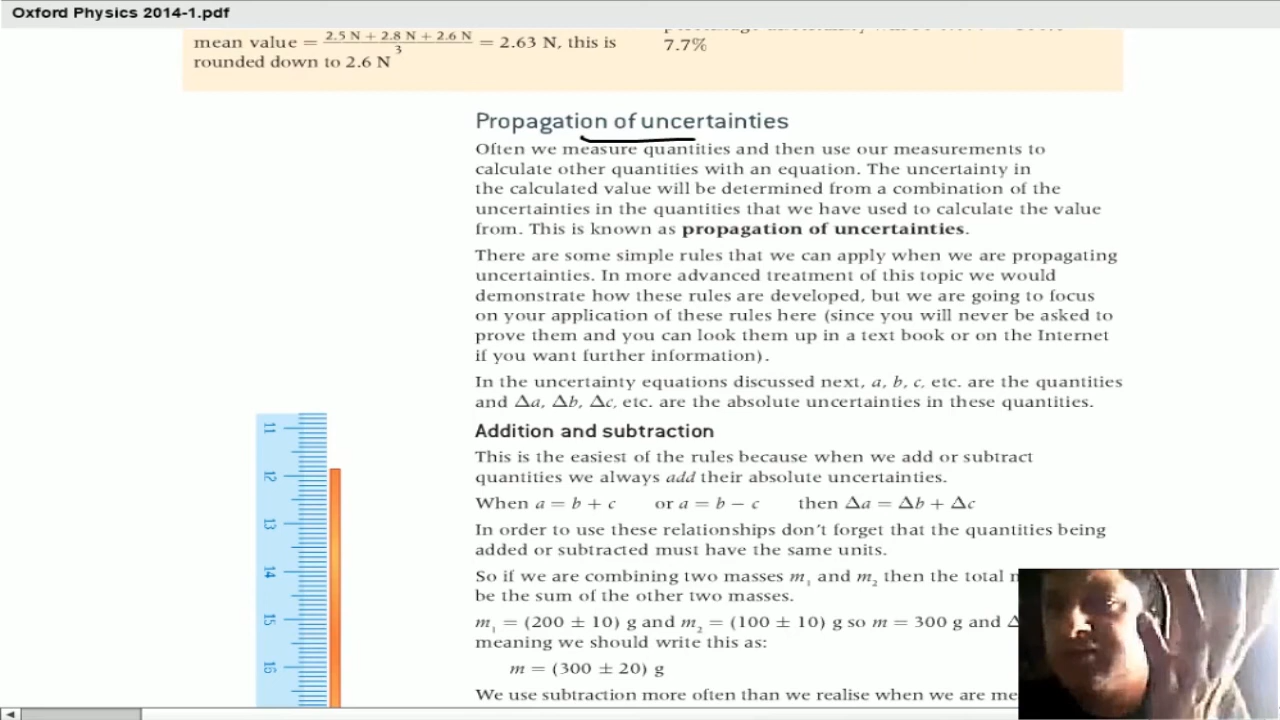 Oxford Physics 2014-1.pdf
mean value = 2.5 N + 2.8 N + 2.6 N / 3 = 2.63 N, this is
rounded down to 2.6 N
7.7%
Propagation of uncertainties
Often we measure quantities and then use our measurements to
calculate other quantities with an equation. The uncertainty in
the calculated value will be determined from a combination of the
uncertainties in the quantities that we have used to calculate the value
from. This is known as propagation of uncertainties.
There are some simple rules that we can apply when we are propagating
uncertainties. In more advanced treatment of this topic we would
demonstrate how these rules are developed, but we are going to focus
on your application of these rules here (since you will never be asked to
prove them and you can look them up in a text book or on the Internet
if you want further information).
In the uncertainty equations discussed next, a, b, c, etc. are the quantities
and Δa, Δb, Δc, etc. are the absolute uncertainties in these quantities.
Addition and subtraction
This is the easiest of the rules because when we add or subtract
quantities we always add their absolute uncertainties.
When a = b + c or a = b − c then Δa = Δb + Δc
In order to use these relationships don't forget that the quantities being
added or subtracted must have the same units.
So if we are combining two masses m₁ and m₂ then the total
be the sum of the other two masses.
m₁ = (200 ± 10) g and m₂ = (100 ± 10) g so m = 300 g and Δ
meaning we should write this as:
m = (300 ± 20) g
We use subtraction more often than we realise when we are
11
12
13
14
15
16